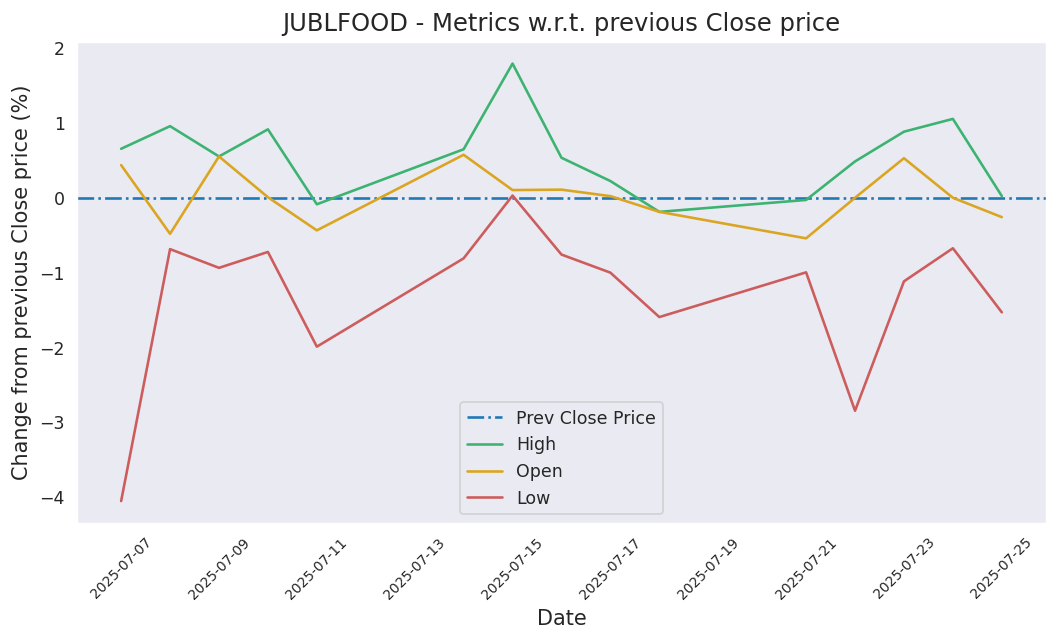 JUBLFOOD - Metrics w.r.t. previous Close price
Change from previous Close price (%)
2
1
0
−1
−2
−3
−4
Prev Close Price
High
Open
Low
2025-07-07
2025-07-09
2025-07-11
2025-07-13
2025-07-15
2025-07-17
2025-07-19
2025-07-21
2025-07-23
2025-07-25
Date